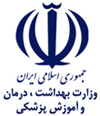 جمهوری اسلامی ایران
وزارت بهداشت ، درمان
و آموزش پزشکی